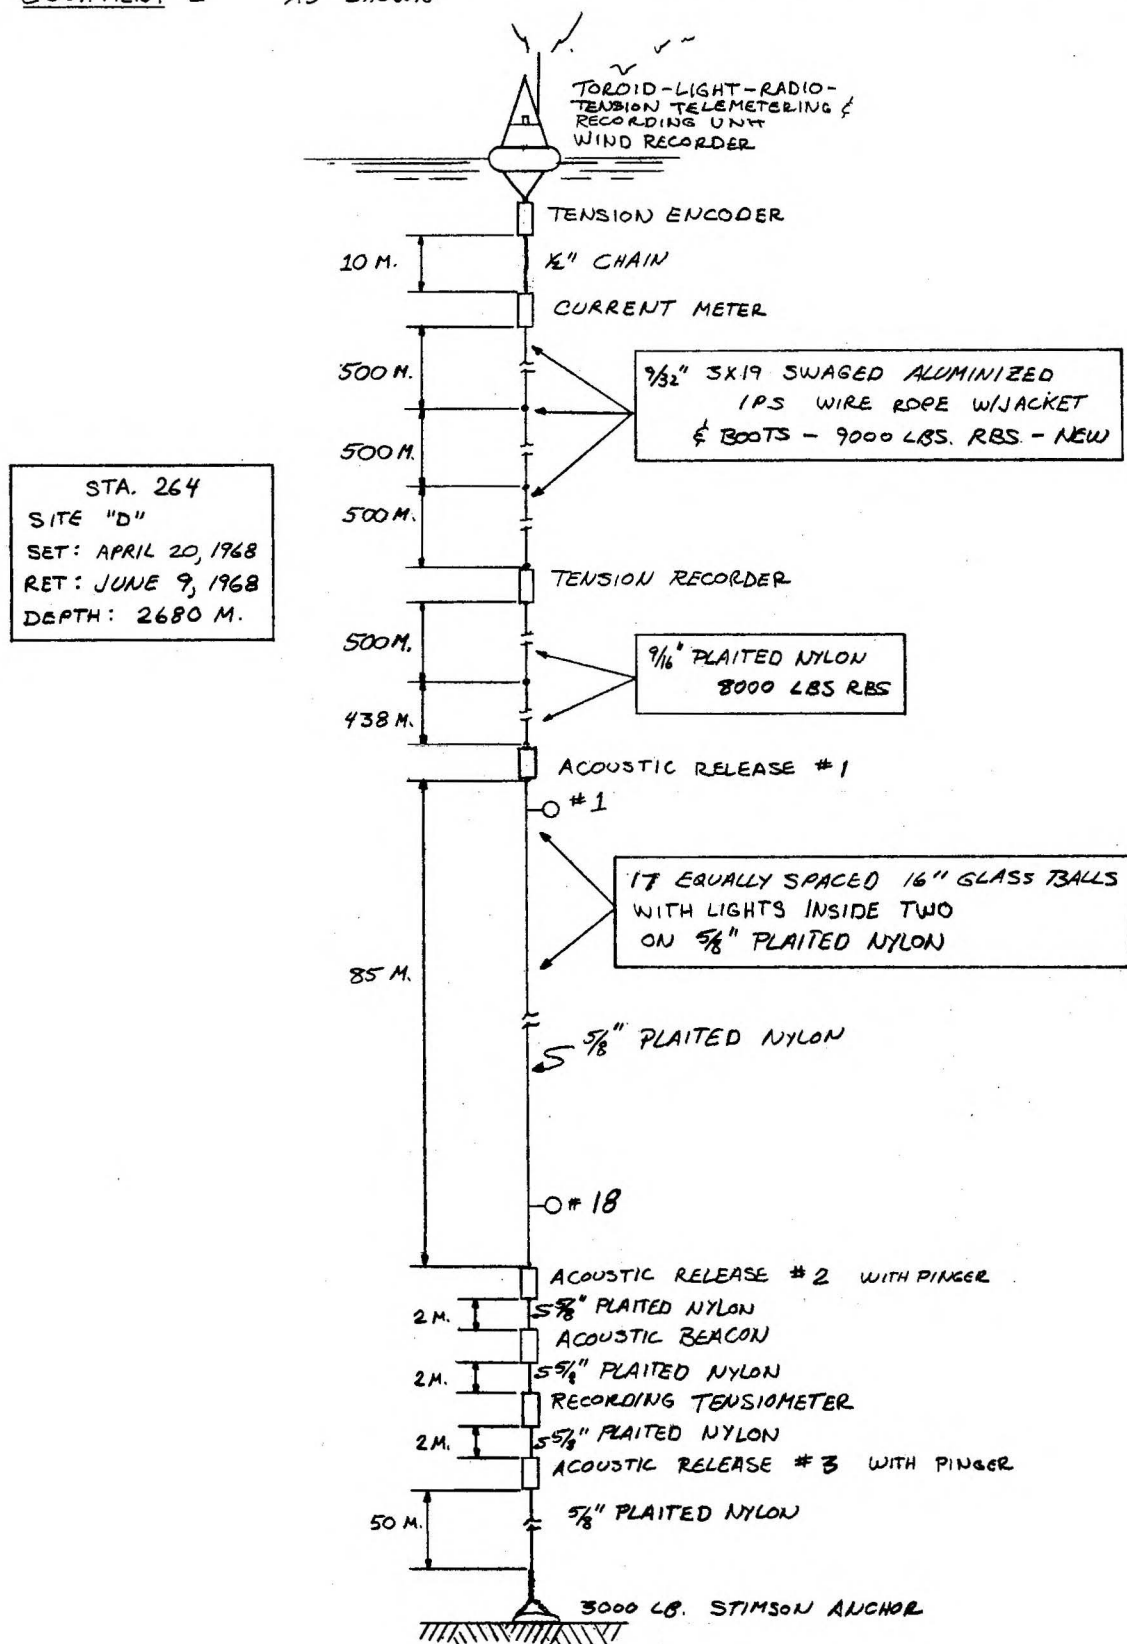 AS SHOWN
TOROID-LIGHT-RADIO-
TENSION TELEMETERING &
RECORDING UNIT
WIND RECORDER
TENSION ENCODER
10 M.
1/2" CHAIN
CURRENT METER
500 M.
9/32" 3X19 SWAGED ALUMINIZED
IPS WIRE ROPE W/JACKET
& BOOTS - 9000 LBS. RBS. - NEW
500 M.
STA. 264
SITE "D"
SET: APRIL 20, 1968
RET: JUNE 9, 1968
DEPTH: 2680 M.
500 M.
TENSION RECORDER
500 M.
9/16" PLAITED NYLON
8000 LBS RBS
438 M.
ACOUSTIC RELEASE #1
#1
17 EQUALLY SPACED 16" GLASS BALLS
WITH LIGHTS INSIDE TWO
ON 5/8" PLAITED NYLON
85 M.
5/8" PLAITED NYLON
#18
ACOUSTIC RELEASE #2 WITH PINGER
2 M.
5/8" PLAITED NYLON
ACOUSTIC BEACON
2 M.
5/8" PLAITED NYLON
RECORDING TENSIOMETER
2 M.
5/8" PLAITED NYLON
ACOUSTIC RELEASE #3 WITH PINGER
50 M.
5/8" PLAITED NYLON
3000 LB. STIMSON ANCHOR